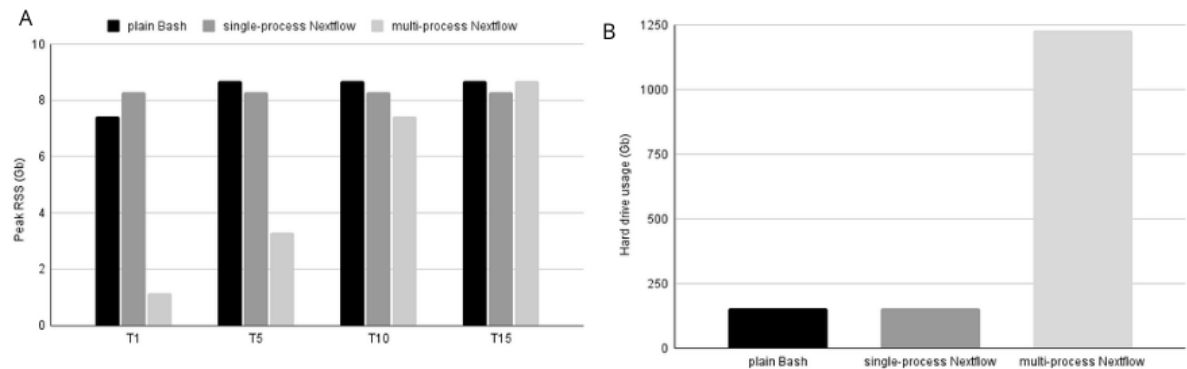 A
plain Bash single-process Nextflow multi-process Nextflow
10
8
6
4
2
0
Peak RSS (Gb)
T1 T5 T10 T15
B
1250
1000
750
500
250
0
Hard drive usage (Gb)
plain Bash single-process Nextflow multi-process Nextflow